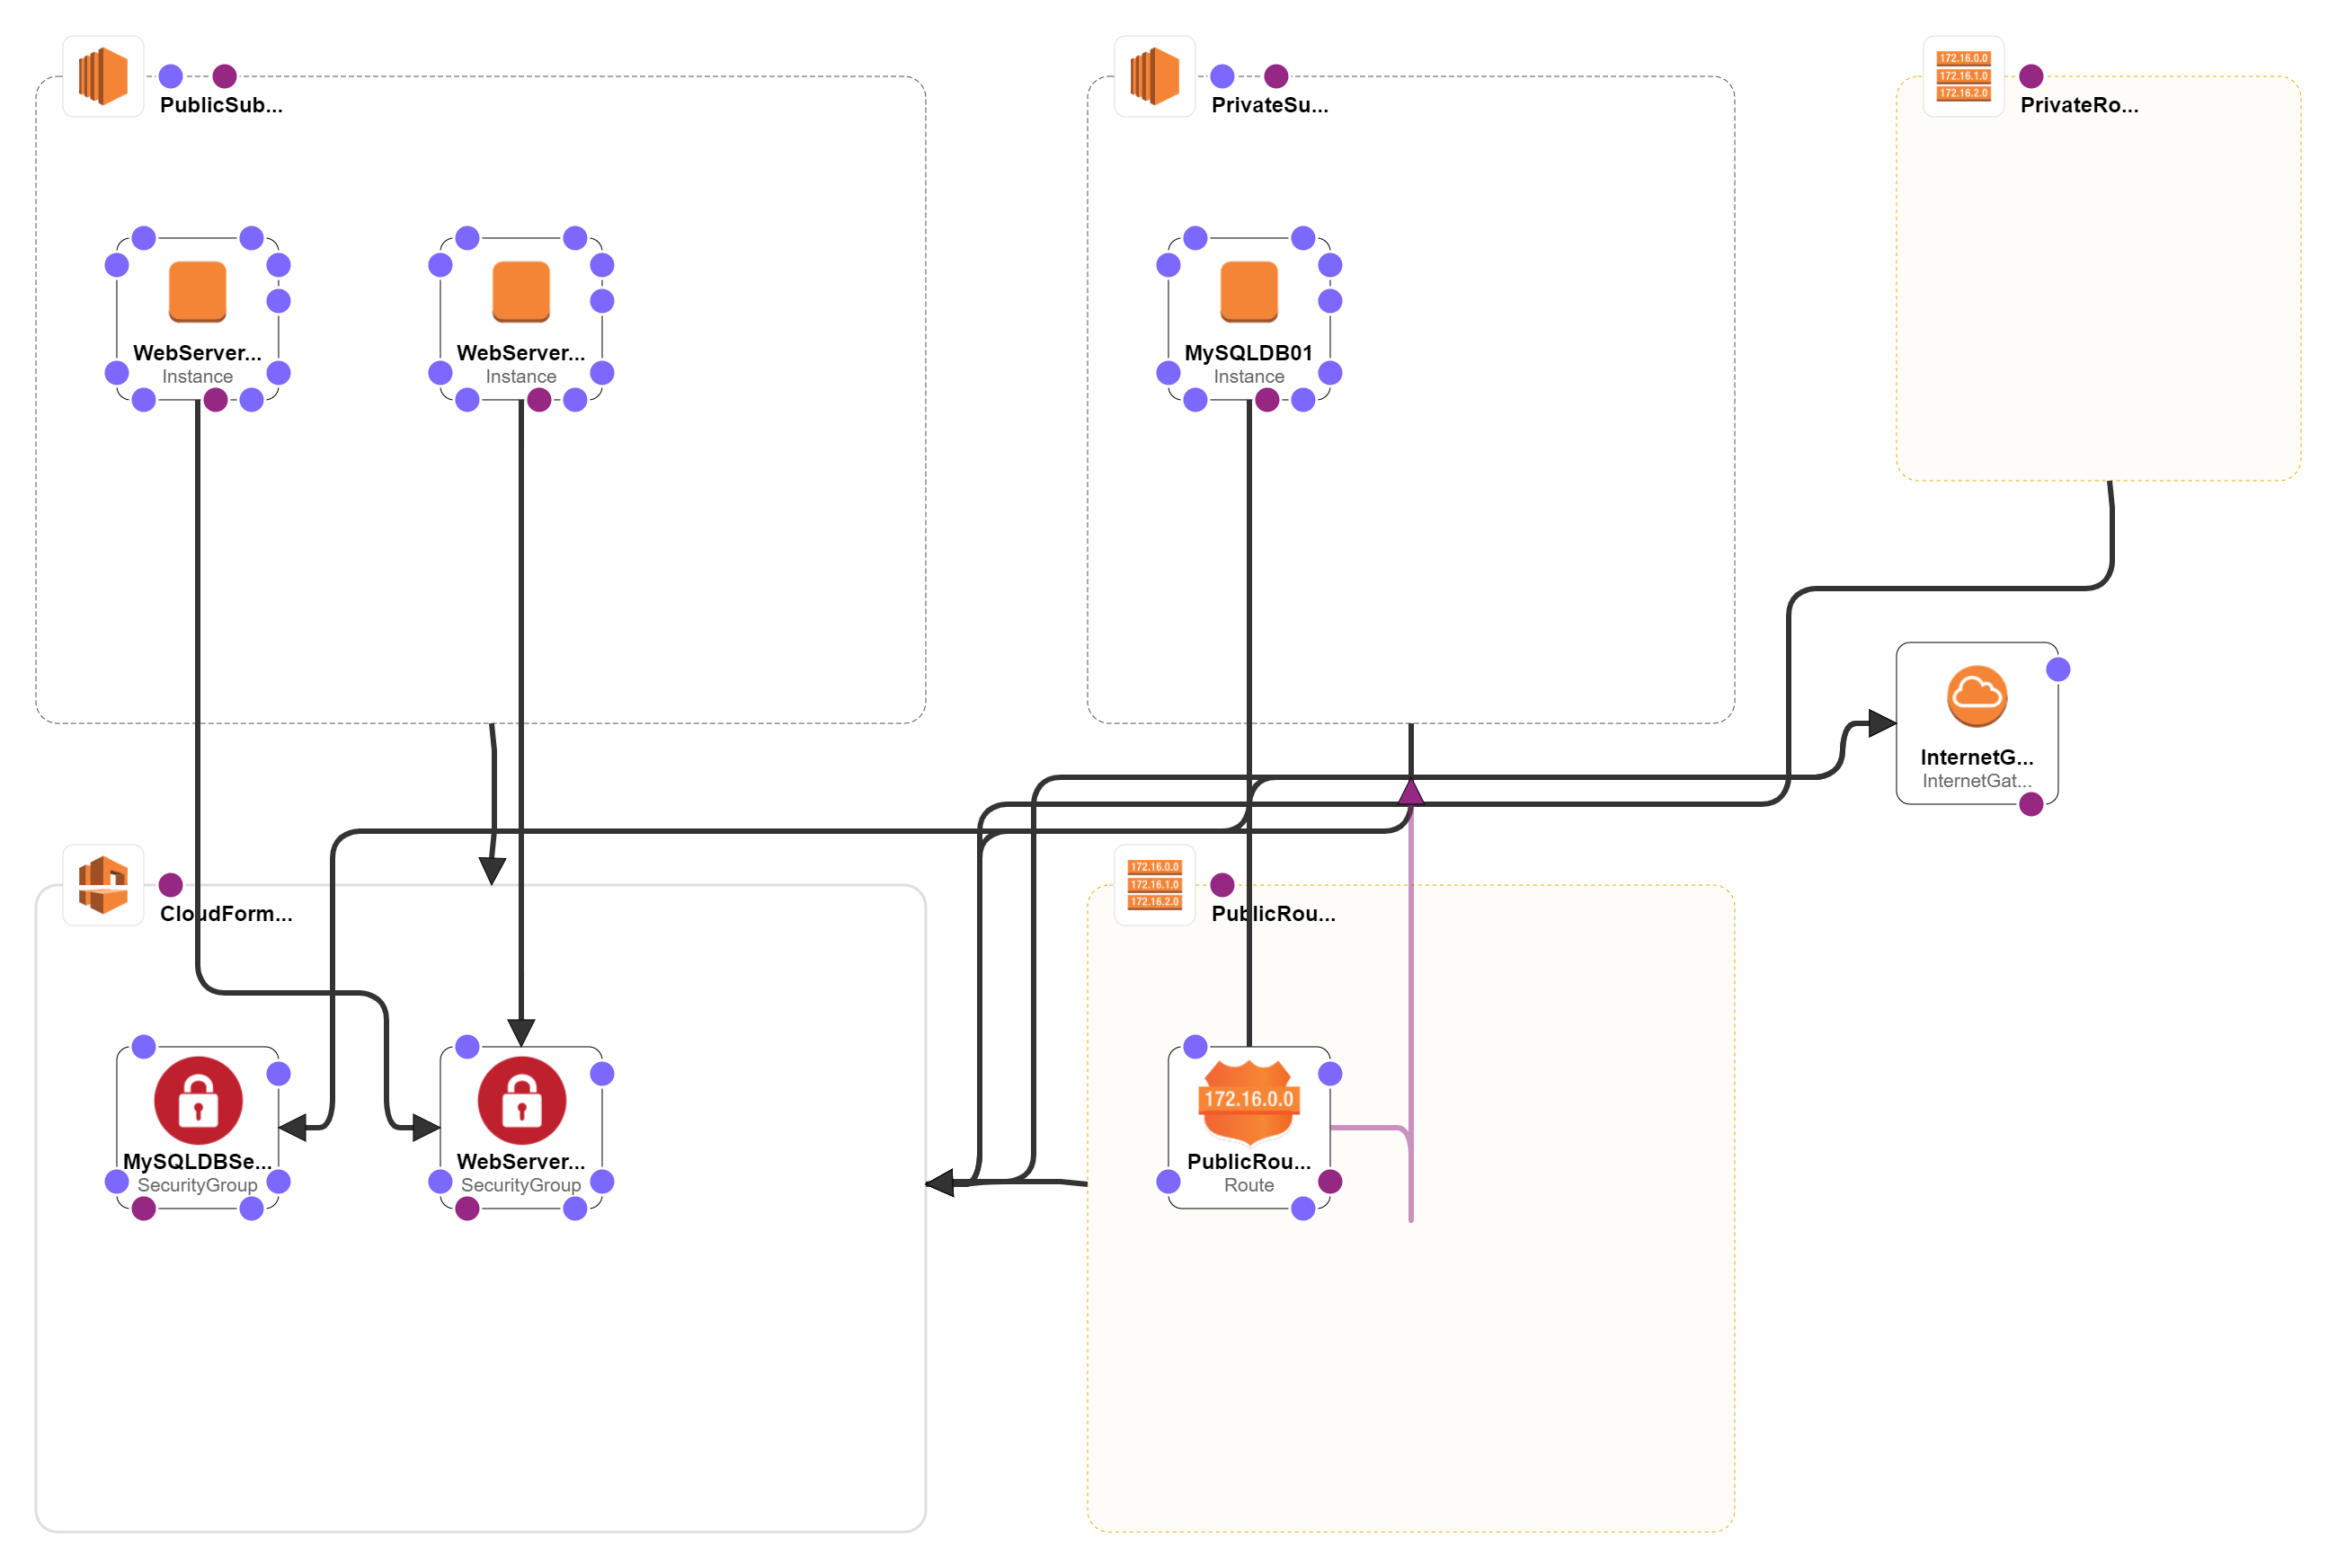 PublicSub...
PrivateSu...
172.16.0.0
172.16.1.0
172.16.2.0
PrivateRo...
WebServer...
Instance
WebServer...
Instance
MySQLDB01
Instance
InternetG...
InternetGat...
CloudForm...
172.16.0.0
172.16.1.0
172.16.2.0
PublicRou...
MySQLDBSe...
SecurityGroup
WebServer...
SecurityGroup
172.16.0.0
PublicRou...
Route